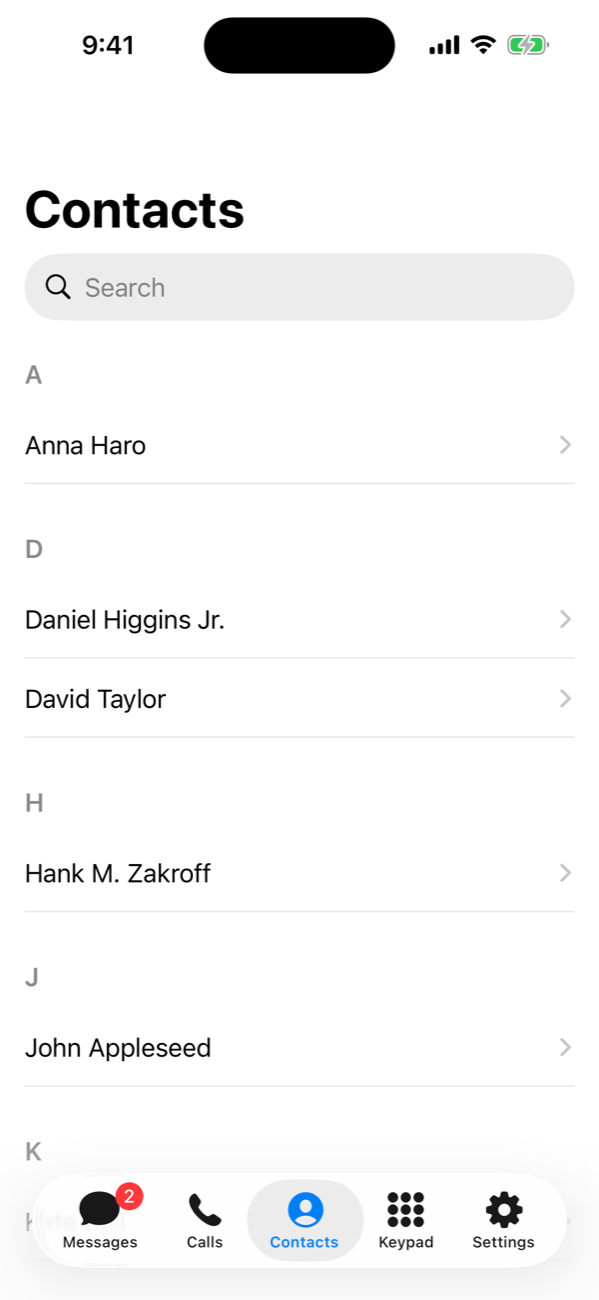 9:41
Contacts
Search
A
Anna Haro
D
Daniel Higgins Jr.
David Taylor
H
Hank M. Zakroff
J
John Appleseed
K
2
Messages
Calls
Contacts
Keypad
Settings